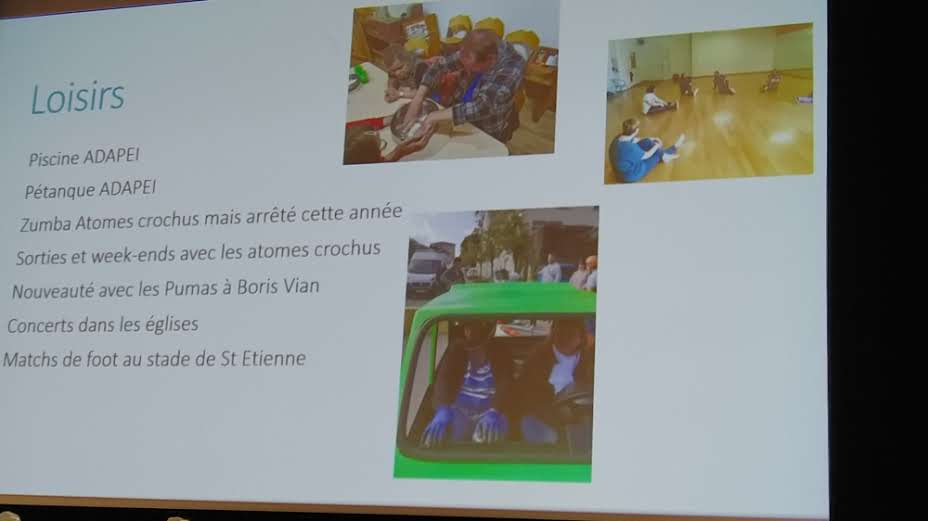 Loisirs
Piscine ADAPEI
Pétanque ADAPEI
Zumba Atomes crochus mais arrêté cette année
Sorties et week-ends avec les atomes crochus
Nouveauté avec les Pumas à Boris Vian
Concerts dans les églises
Matchs de foot au stade de St Etienne